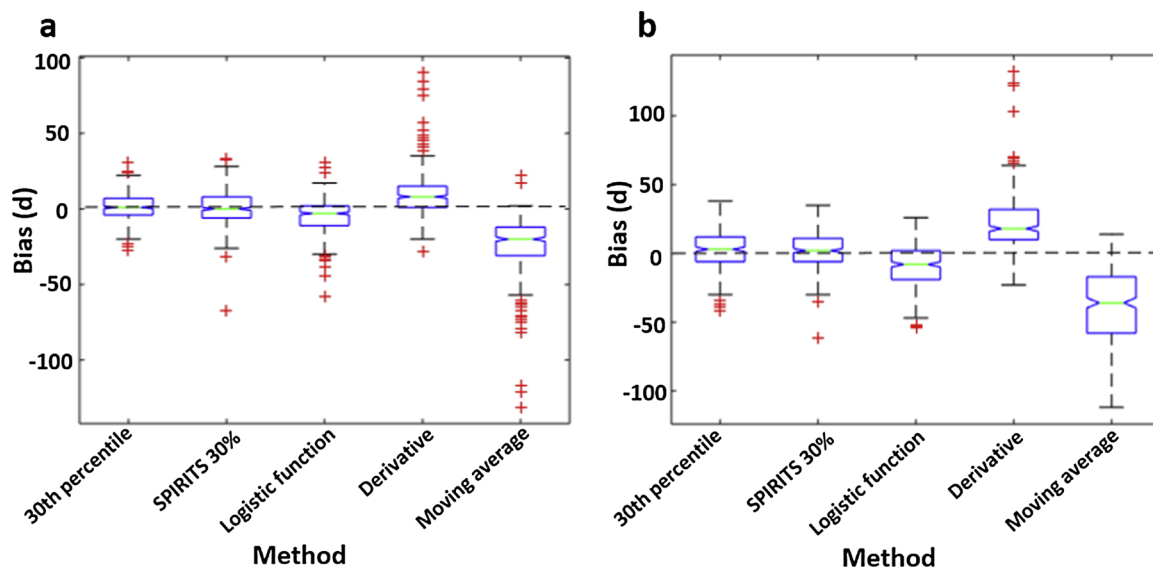 a
100
50
0
-50
-100
Bias (d)
30th percentile
SPIRITS 30%
Logistic function
Derivative
Moving average
Method
b
100
50
0
-50
-100
Bias (d)
30th percentile
SPIRITS 30%
Logistic function
Derivative
Moving average
Method